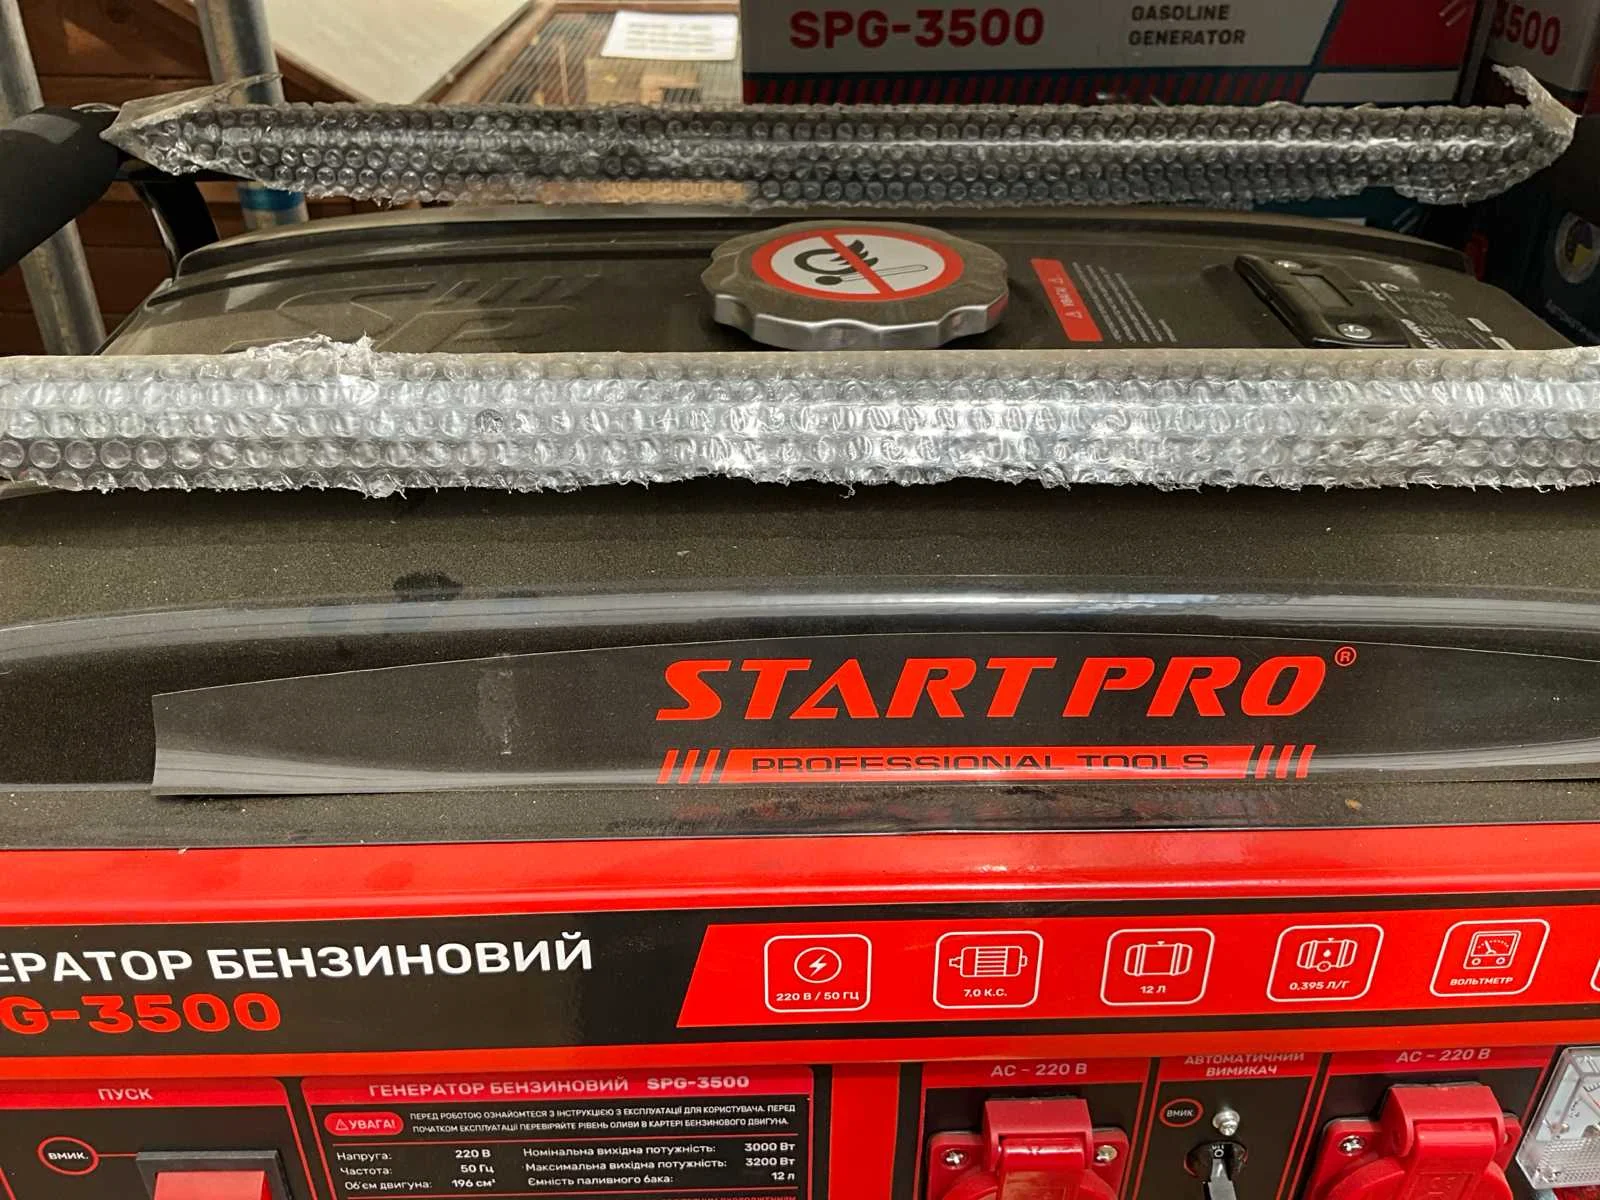 SPG-3500
GASOLINE
GENERATOR
3500
УВАГА!
START PRO®
PROFESSIONAL TOOLS
ЕРАТОР БЕНЗИНОВИЙ
G-3500
220 В / 50 ГЦ
7.0 К.С.
12 Л
0,395 Л/Г
ВОЛЬТМЕТР
ПУСК
ВМИК.
ГЕНЕРАТОР БЕНЗИНОВИЙ SPG-3500
УВАГА!
ПЕРЕД РОБОТОЮ ОЗНАЙОМТЕСЯ З ІНСТРУКЦІЄЮ З ЕКСПЛУАТАЦІЇ ДЛЯ КОРИСТУВАЧА. ПЕРЕД
ПОЧАТКОМ ЕКСПЛУАТАЦІЇ ПЕРЕВІРЯЙТЕ РІВЕНЬ ОЛИВИ В КАРТЕРІ БЕНЗИНОВОГО ДВИГУНА.
Напруга: 220 В
Частота: 50 Гц
Об'єм двигуна: 196 см³
Номінальна вихідна потужність: 3000 Вт
Максимальна вихідна потужність: 3200 Вт
Ємність паливного бака: 12 л
AC - 220 В
АВТОМАТИЧНИЙ
ВИМИКАЧ
ВМИК
AC - 220 В